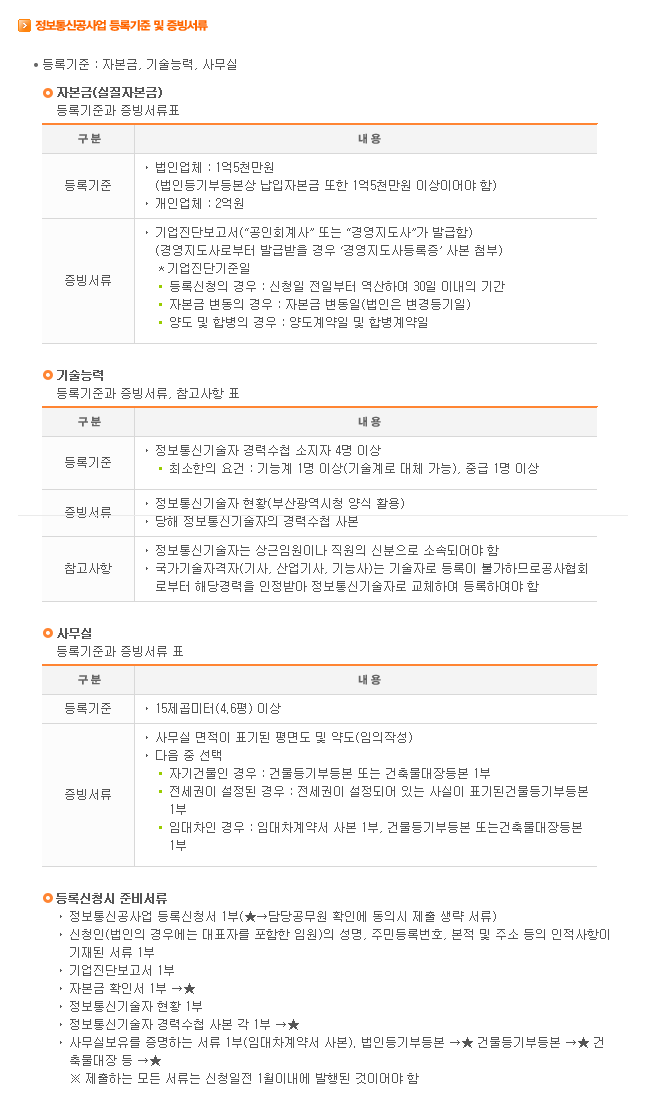 정보통신공사업 등록기준 및 증빙서류
• 등록기준 : 자본금, 기술능력, 사무실
자본금(실질자본금)
등록기준과 증빙서류표
구분 내용
등록기준
‣ 법인업체 : 1억5천만원
(법인등기부등본상 납입자본금 또한 1억5천만원 이상이어야 함)
‣ 개인업체 : 2억원
증빙서류
‣ 기업진단보고서(“공인회계사” 또는 “경영지도사”가 발급함)
(경영지도사로부터 발급받을 경우 ‘경영지도사등록증’ 사본 첨부)
*기업진단기준일
▪ 등록신청의 경우 : 신청일 전일부터 역산하여 30일 이내의 기간
▪ 자본금 변동의 경우 : 자본금 변동일(법인은 변경등기일)
▪ 양도 및 합병의 경우 : 양도계약일 및 합병계약일
기술능력
등록기준과 증빙서류, 참고사항 표
구분 내용
등록기준
‣ 정보통신기술자 경력수첩 소지자 4명 이상
▪ 최소한의 요건 : 기능계 1명 이상(기술계로 대체 가능), 중급 1명 이상
증빙서류
‣ 정보통신기술자 현황(부산광역시청 양식 활용)
‣ 당해 정보통신기술자의 경력수첩 사본
참고사항
‣ 정보통신기술자는 상근임원이나 직원의 신분으로 소속되어야 함
‣ 국가기술자격자(기사, 산업기사, 기능사)는 기술자로 등록이 불가하므로공사협회
로부터 해당경력을 인정받아 정보통신기술자로 교체하여 등록하여야 함
사무실
등록기준과 증빙서류 표
구분 내용
등록기준
‣ 15제곱미터(4,6평) 이상
증빙서류
‣ 사무실 면적이 표기된 평면도 및 약도(임의작성)
‣ 다음 중 선택
▪ 자기건물인 경우 : 건물등기부등본 또는 건축물대장등본 1부
▪ 전세권이 설정된 경우 : 전세권이 설정되어 있는 사실이 표기된건물등기부등본
1부
▪ 임대차인 경우 : 임대차계약서 사본 1부, 건물등기부등본 또는건축물대장등본
1부
등록신청시 준비서류
‣ 정보통신공사업 등록신청서 1부(★→담당공무원 확인에 동의시 제출 생략 서류)
‣ 신청인(법인의 경우에는 대표자를 포함한 임원)의 성명, 주민등록번호, 본적 및 주소 등의 인적사항이
기재된 서류 1부
‣ 기업진단보고서 1부
‣ 자본금 확인서 1부 →★
‣ 정보통신기술자 현황 1부
‣ 정보통신기술자 경력수첩 사본 각 1부 →★
‣ 사무실보유를 증명하는 서류 1부(임대차계약서 사본), 법인등기부등본 →★ 건물등기부등본 →★ 건
축물대장 등 →★
※ 제출하는 모든 서류는 신청일전 1월이내에 발행된 것이어야 함